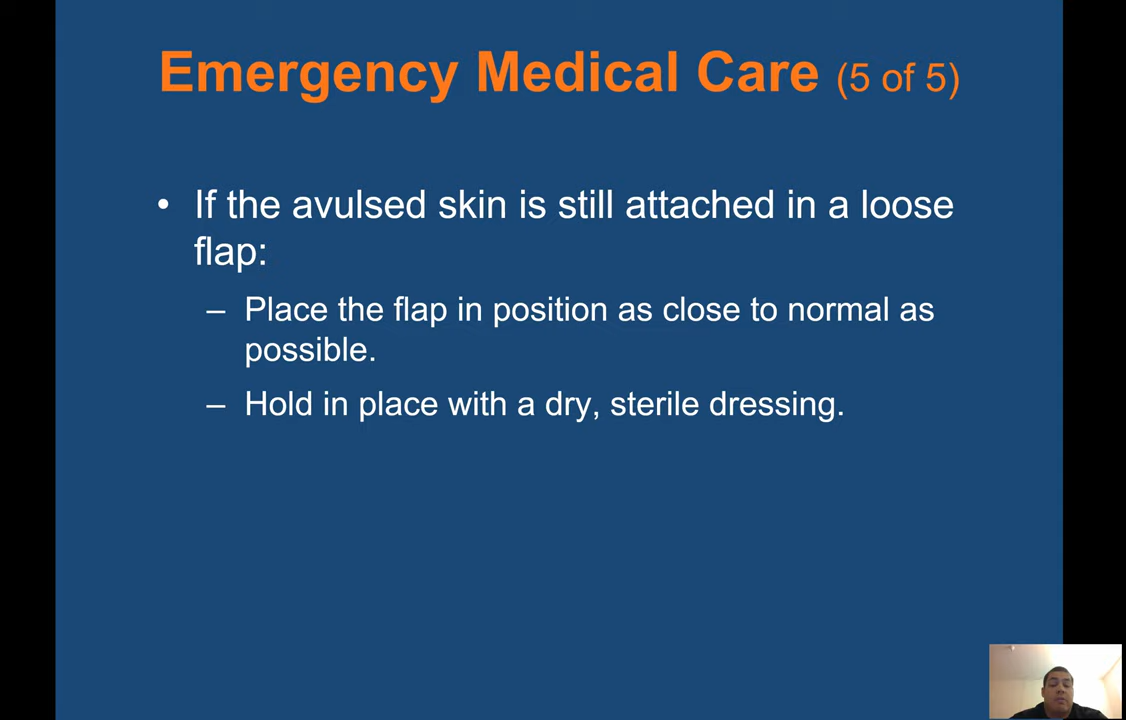 Emergency Medical Care (5 of 5)
• If the avulsed skin is still attached in a loose
flap:
– Place the flap in position as close to normal as
possible.
– Hold in place with a dry, sterile dressing.